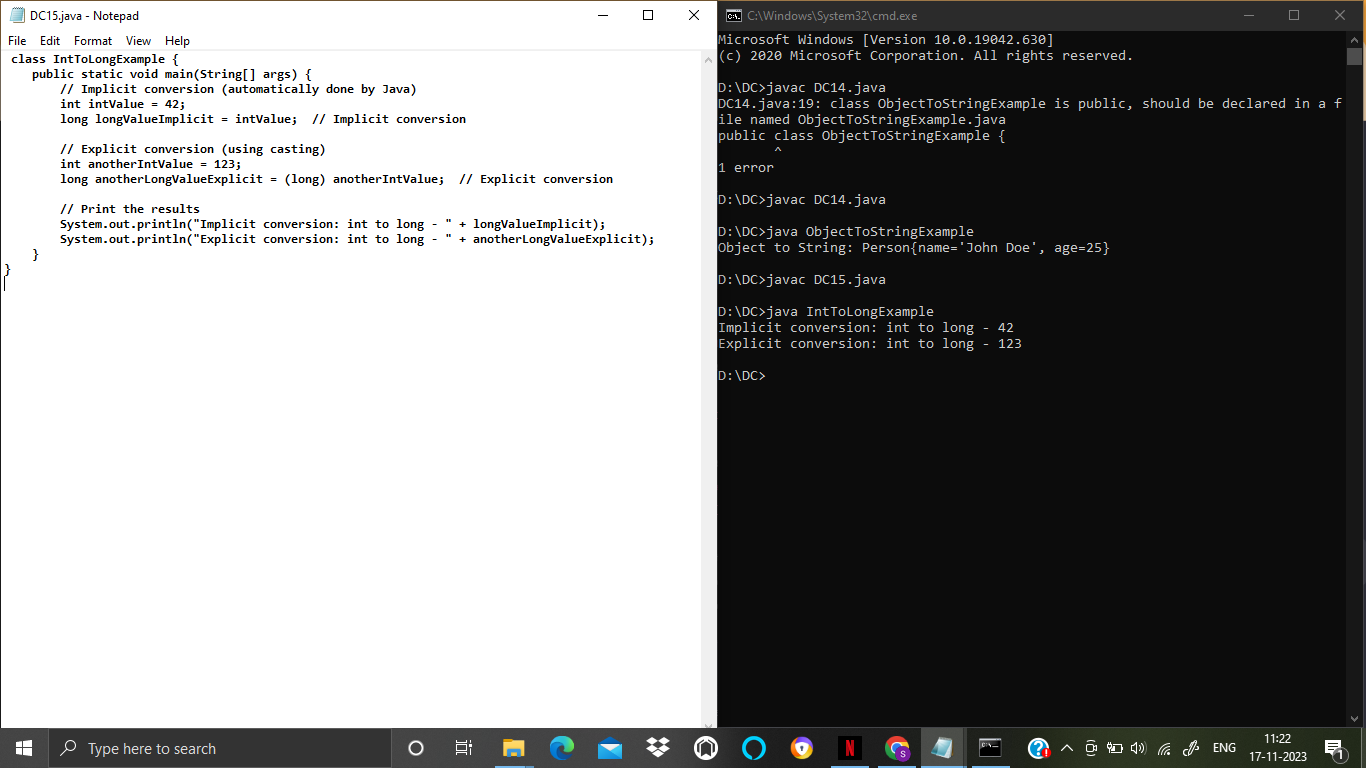 DC15.java - Notepad
File Edit Format View Help
class IntToLongExample {
public static void main(String[] args) {
// Implicit conversion (automatically done by Java)
int intValue = 42;
long longValueImplicit = intValue;  // Implicit conversion
// Explicit conversion (using casting)
int anotherIntValue = 123;
long anotherLongValueExplicit = (long) anotherIntValue;  // Explicit conversion
// Print the results
System.out.println("Implicit conversion: int to long - " + longValueImplicit);
System.out.println("Explicit conversion: int to long - " + anotherLongValueExplicit);
}
}
C:\Windows\System32\cmd.exe
Microsoft Windows [Version 10.0.19042.630]
(c) 2020 Microsoft Corporation. All rights reserved.
D:\DC>javac DC14.java
DC14.java:19: class ObjectToStringExample is public, should be declared in a f
ile named ObjectToStringExample.java
public class ObjectToStringExample {
^
1 error
D:\DC>javac DC14.java
D:\DC>java ObjectToStringExample
Object to String: Person{name='John Doe', age=25}
D:\DC>javac DC15.java
D:\DC>java IntToLongExample
Implicit conversion: int to long - 42
Explicit conversion: int to long - 123
D:\DC>
Type here to search
N
S
ENG
11:22
17-11-2023
1